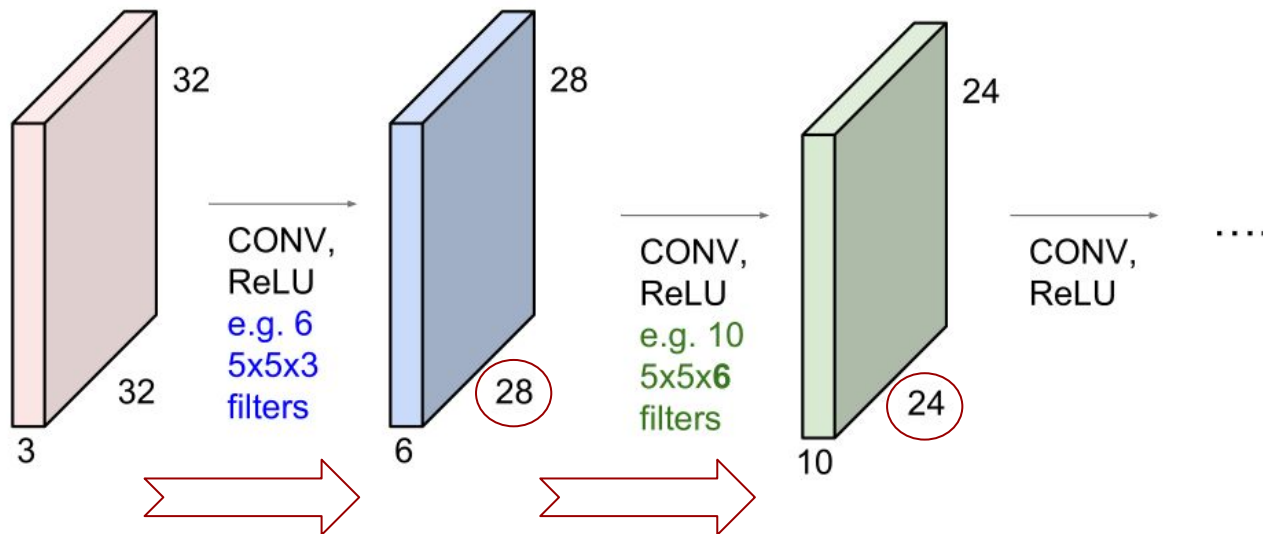 32
32
3
CONV,
ReLU
e.g. 6
5x5x3
filters
28
28
6
CONV,
ReLU
e.g. 10
5x5x6
filters
24
24
10
CONV,
ReLU
....